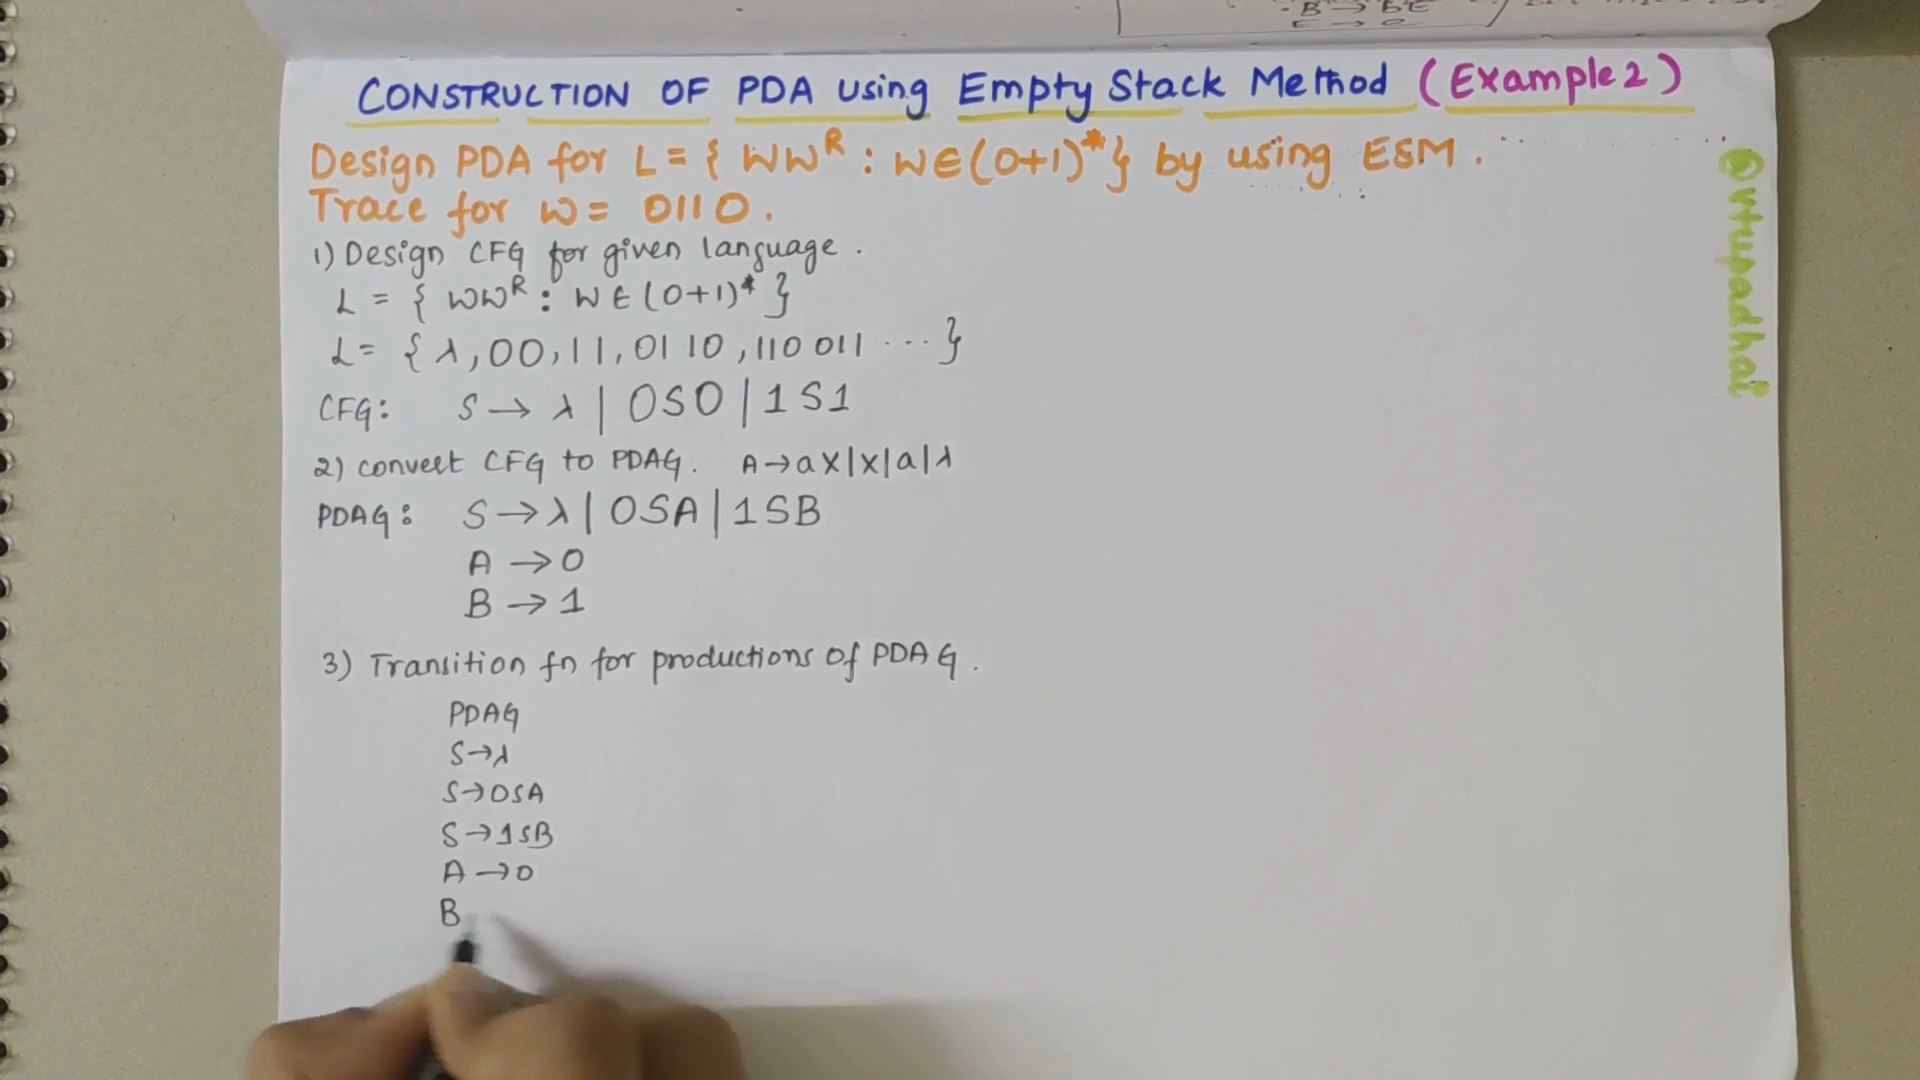 B → bE
E → 0
CONSTRUCTION OF PDA using Empty Stack Method (Example 2)
Design PDA for L = { WW^R : W∈(0+1)* } by using ESM.
Trace for w = 0110.
1) Design CFG for given language.
L = { WW^R : W∈(0+1)* }
L = { λ, 00, 11, 0110, 110011 ... }
CFG: S → λ | 0S0 | 1S1
2) convert CFG to PDAG. A → aX|X|a|λ
PDAG: S → λ | 0SA | 1SB
A → 0
B → 1
3) Transition fn for productions of PDAG.
PDAG
S → λ
S → 0SA
S → 1SB
A → 0
B
@vtupadhai